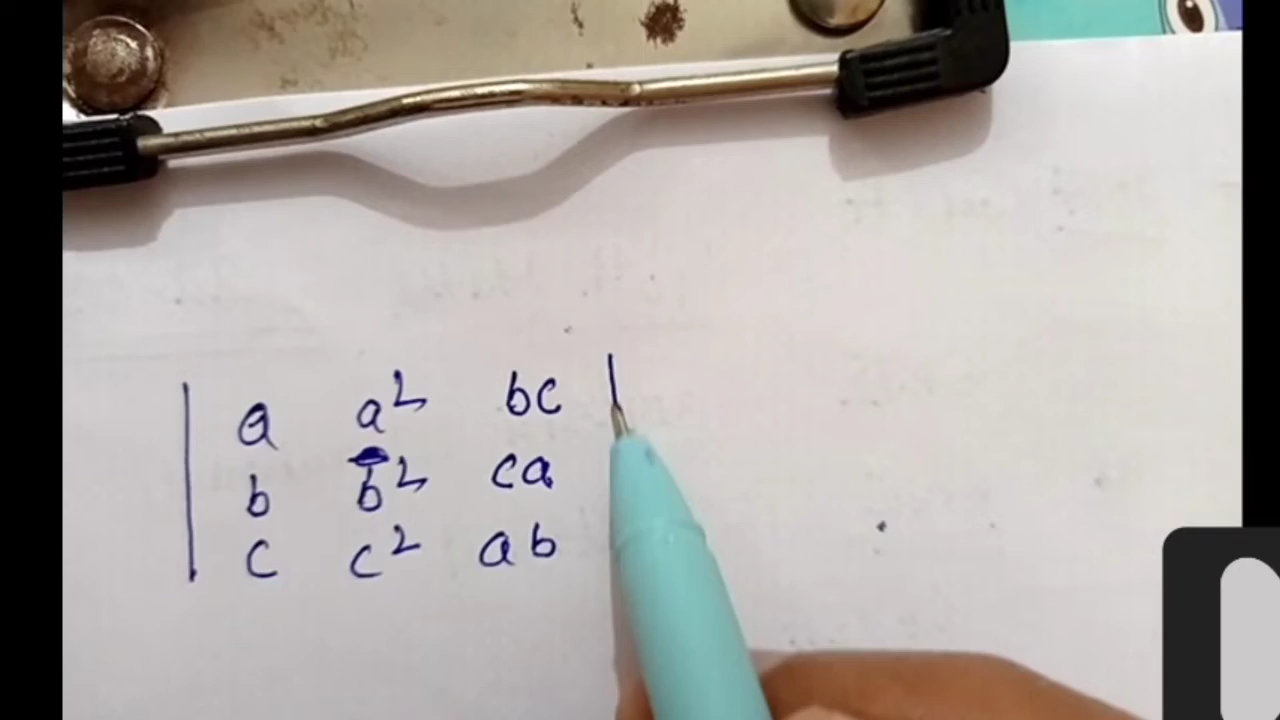 | a a² bc |
b b² ca
c c² ab